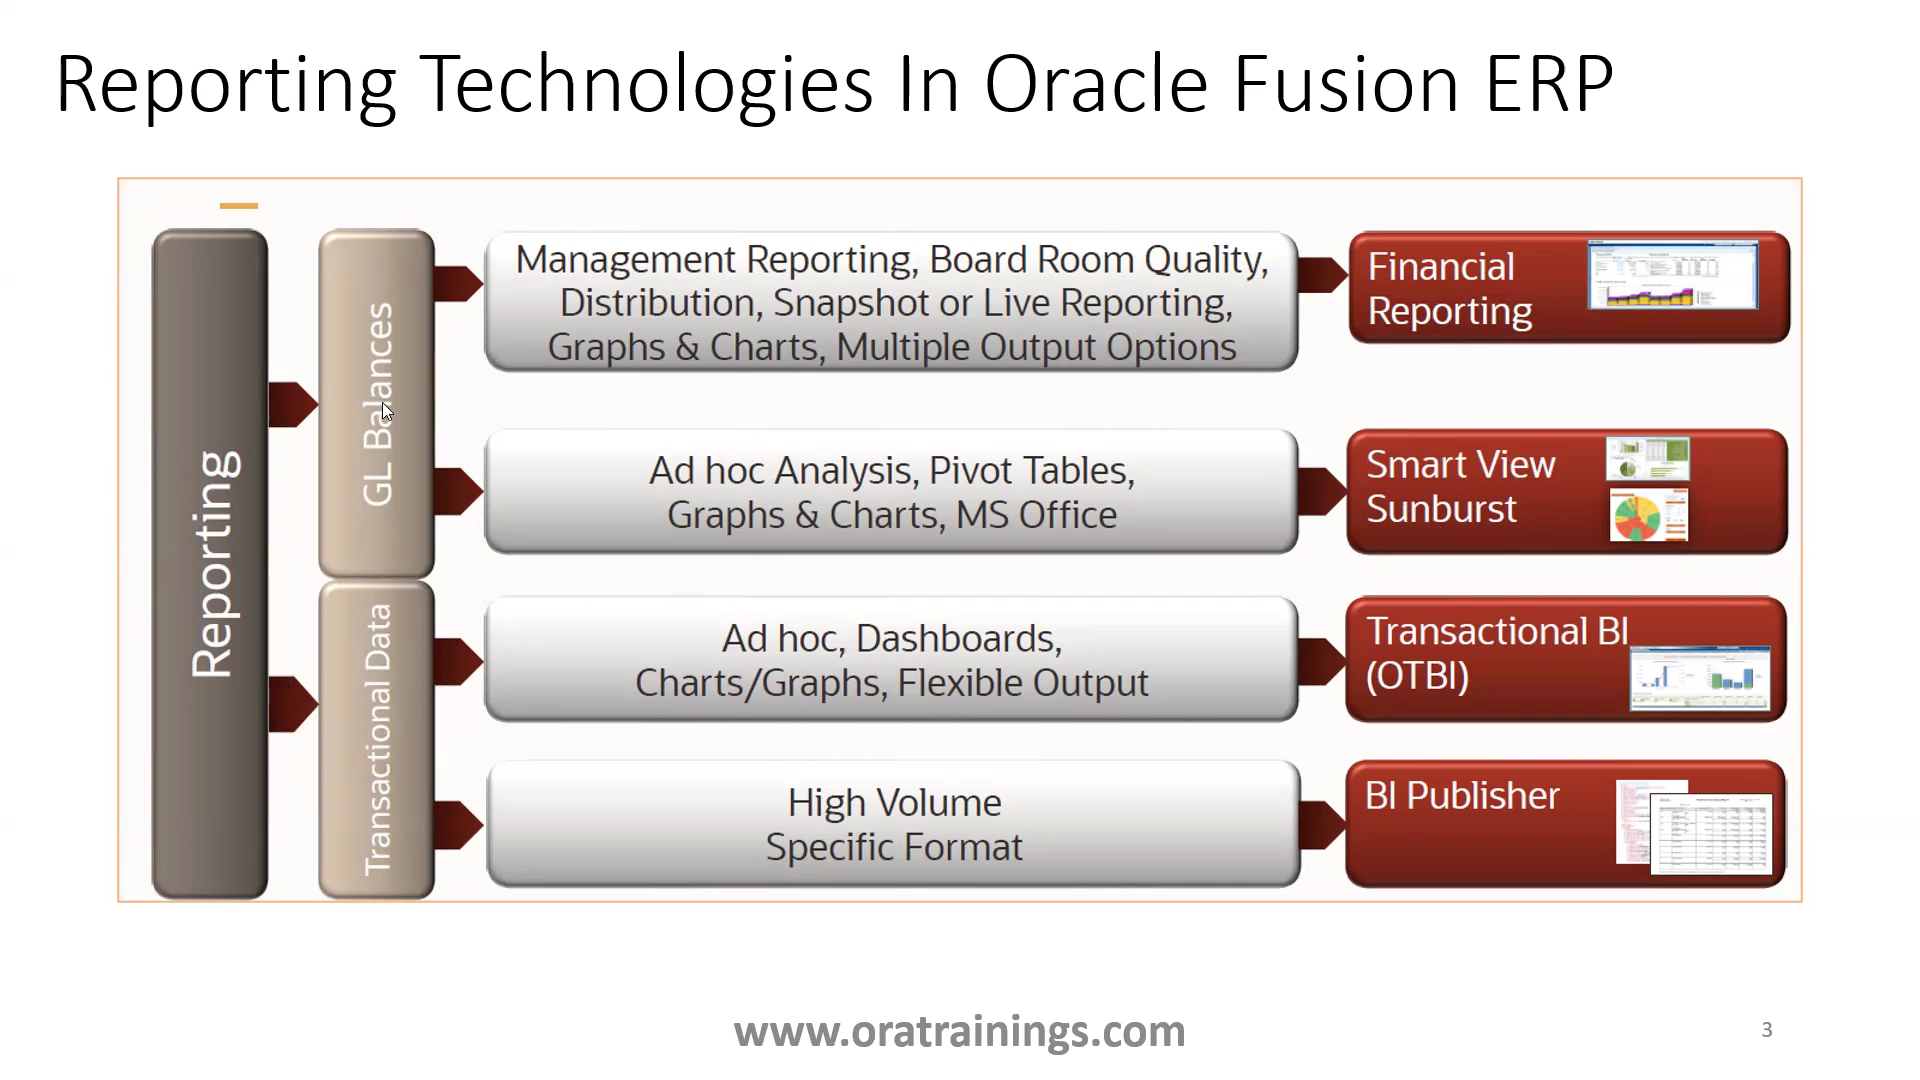 Reporting Technologies In Oracle Fusion ERP
Reporting
GL Balances
Management Reporting, Board Room Quality,
Distribution, Snapshot or Live Reporting,
Graphs & Charts, Multiple Output Options
Financial
Reporting
Ad hoc Analysis, Pivot Tables,
Graphs & Charts, MS Office
Smart View
Sunburst
Transactional Data
Ad hoc, Dashboards,
Charts/Graphs, Flexible Output
Transactional BI
(OTBI)
High Volume
Specific Format
BI Publisher
www.oratrainings.com
3